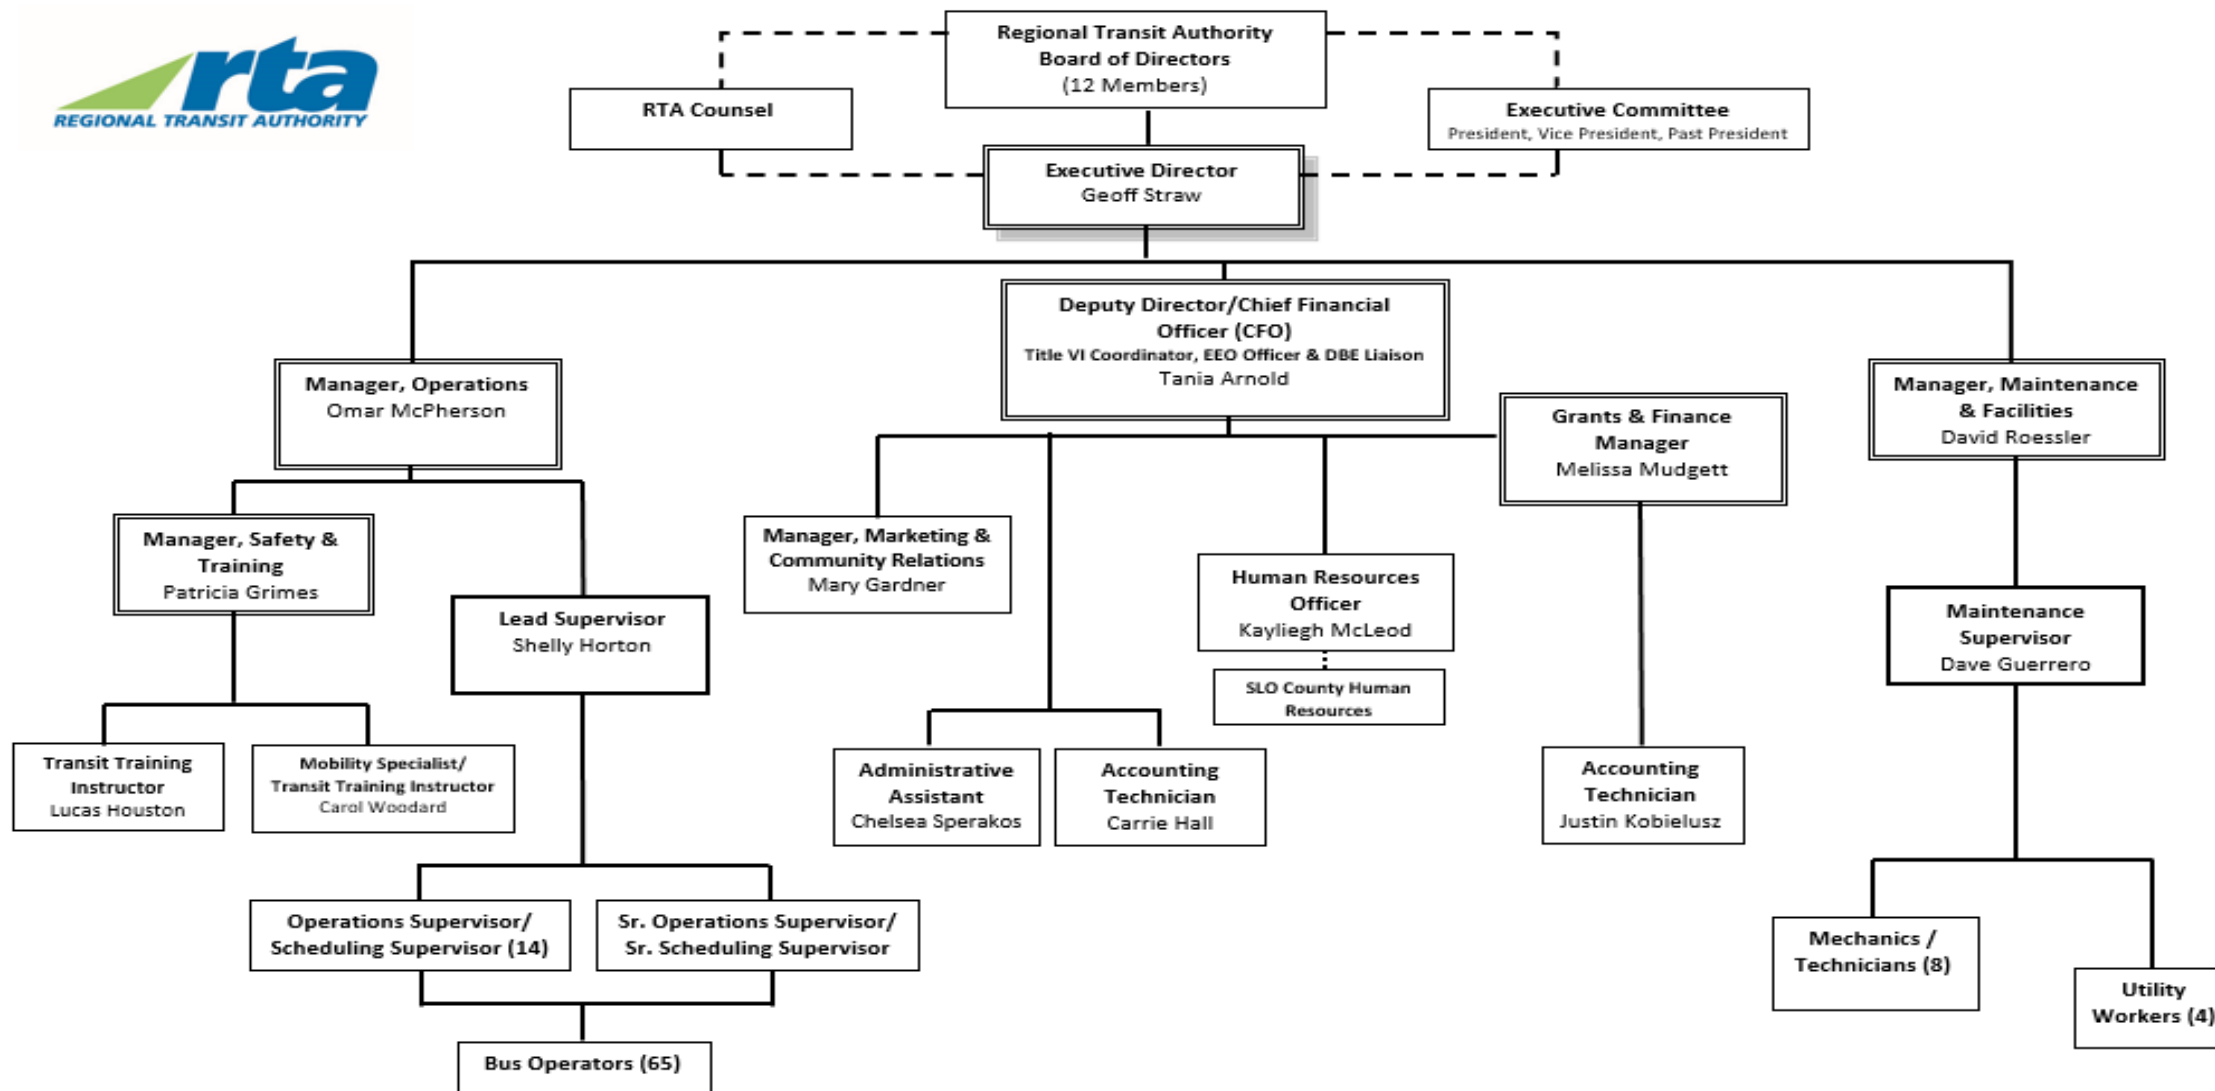 rta
REGIONAL TRANSIT AUTHORITY
Regional Transit Authority
Board of Directors
(12 Members)
RTA Counsel
Executive Committee
President, Vice President, Past President
Executive Director
Geoff Straw
Deputy Director/Chief Financial
Officer (CFO)
Title VI Coordinator, EEO Officer & DBE Liaison
Tania Arnold
Manager, Operations
Omar McPherson
Manager, Maintenance
& Facilities
David Roessler
Grants & Finance
Manager
Melissa Mudgett
Manager, Safety &
Training
Patricia Grimes
Manager, Marketing &
Community Relations
Mary Gardner
Human Resources
Officer
Kayliegh McLeod
Lead Supervisor
Shelly Horton
Maintenance
Supervisor
Dave Guerrero
SLO County Human
Resources
Transit Training
Instructor
Lucas Houston
Mobility Specialist/
Transit Training Instructor
Carol Woodard
Administrative
Assistant
Chelsea Sperakos
Accounting
Technician
Carrie Hall
Accounting
Technician
Justin Kobielusz
Operations Supervisor/
Scheduling Supervisor (14)
Sr. Operations Supervisor/
Sr. Scheduling Supervisor
Mechanics /
Technicians (8)
Utility
Workers (4)
Bus Operators (65)